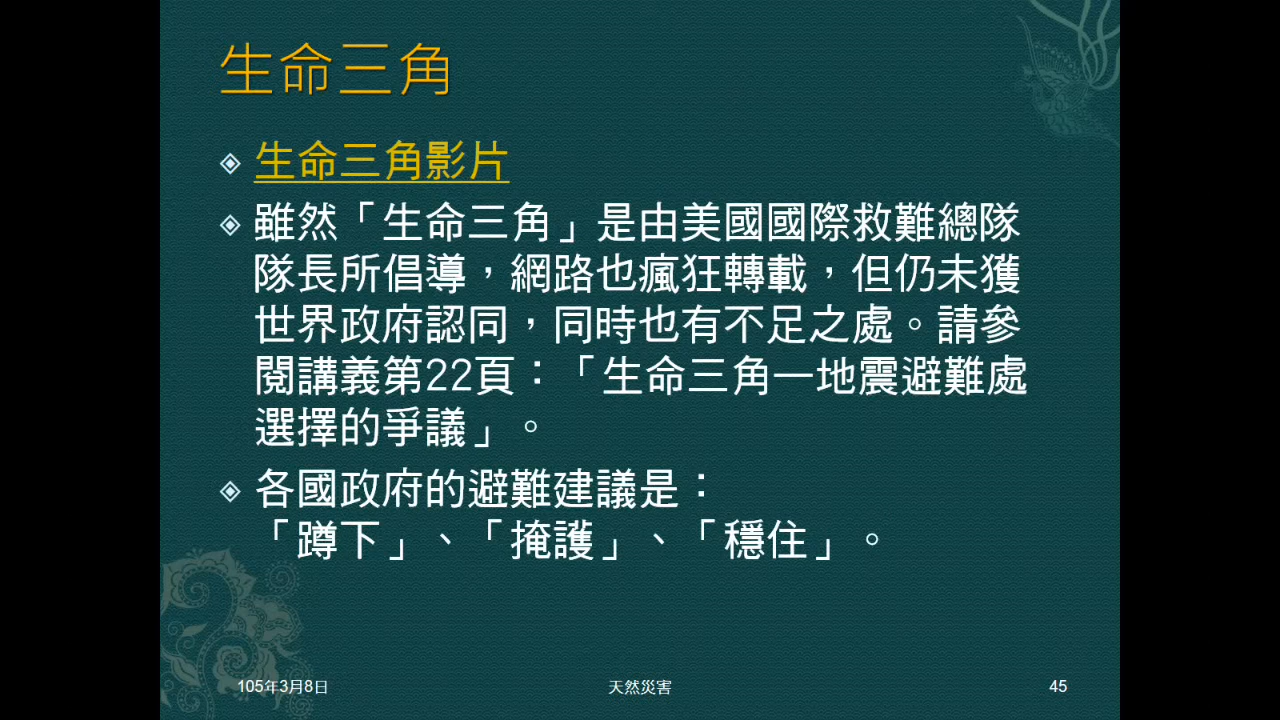 生命三角
生命三角影片
雖然「生命三角」是由美國國際救難總隊
隊長所倡導，網路也瘋狂轉載，但仍未獲
世界政府認同，同時也有不足之處。請參
閱講義第22頁：「生命三角—地震避難處
選擇的爭議」。
各國政府的避難建議是：
「蹲下」、「掩護」、「穩住」。
105年3月8日
天然災害
45